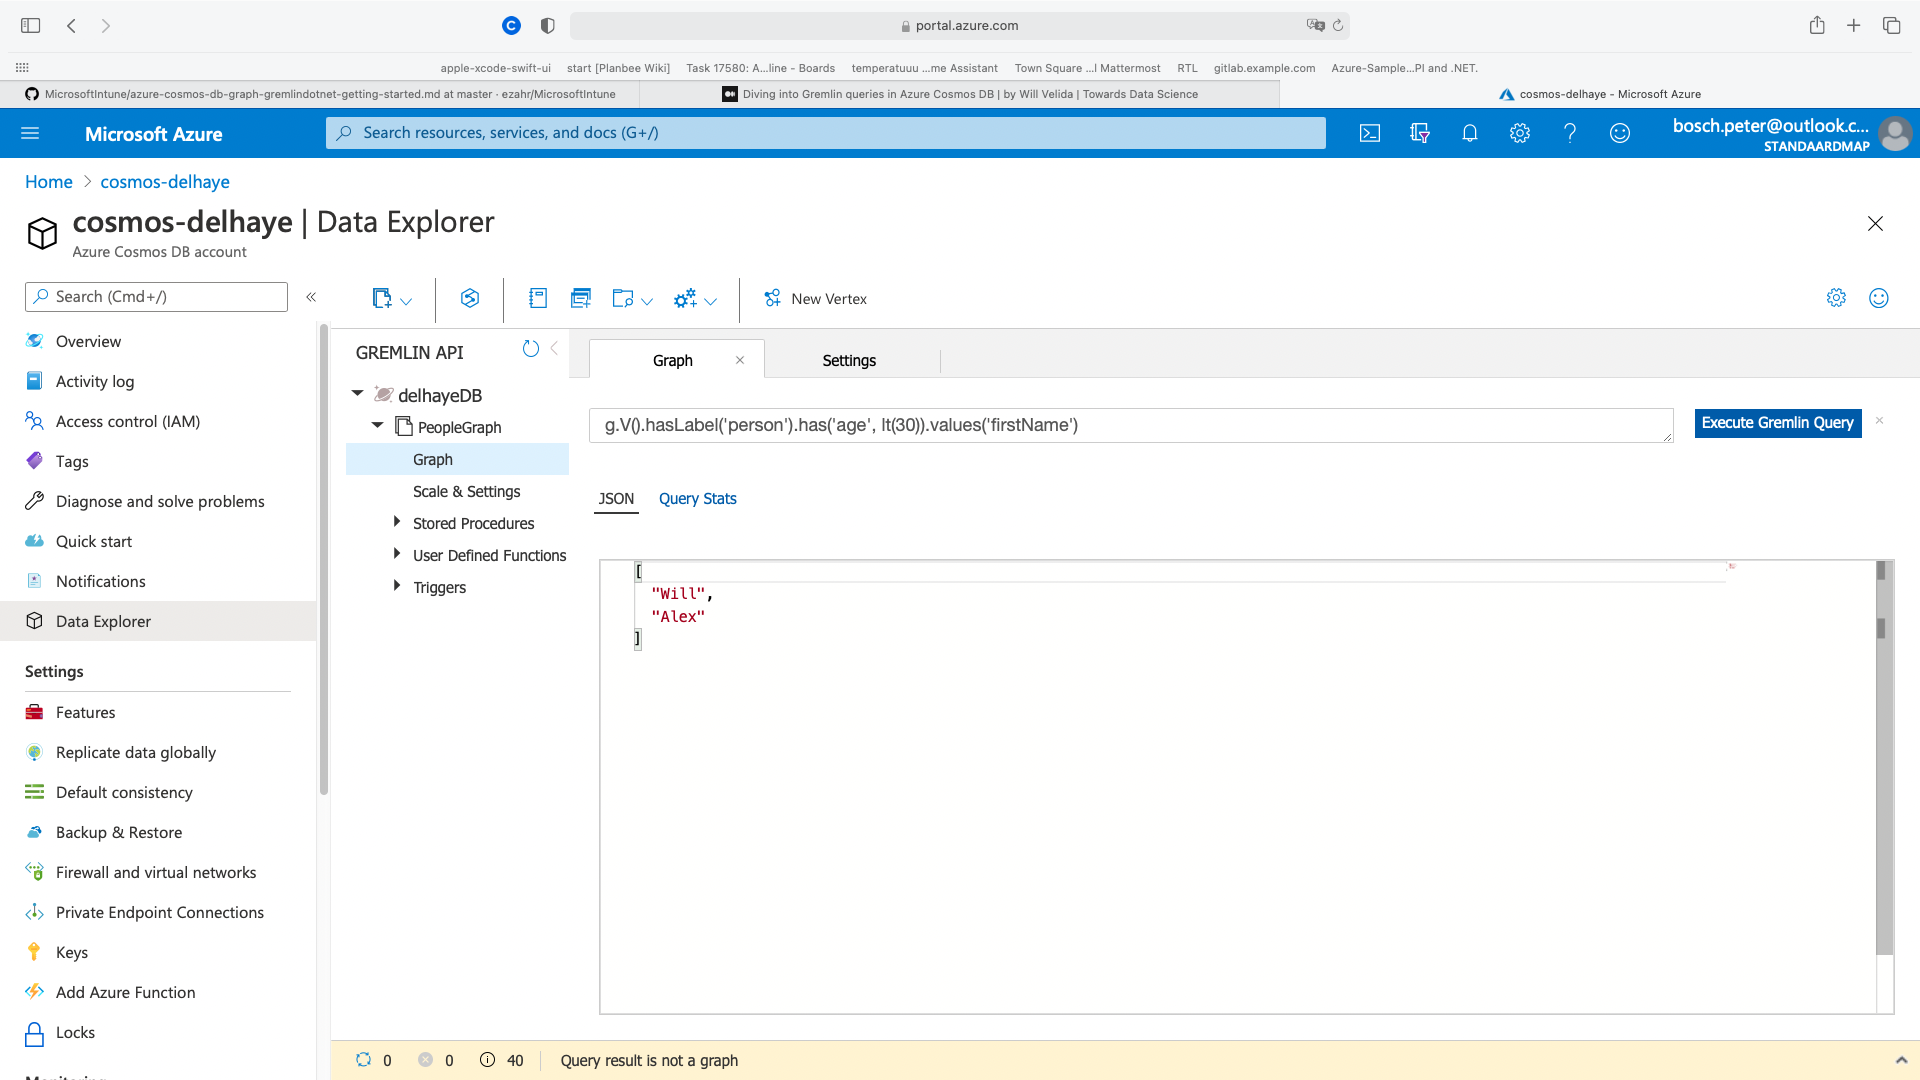 portal.azure.com
apple-xcode-swift-ui start [Planbee Wiki] Task 17580: A...line - Boards temperatuuu ...me Assistant Town Square ...l Mattermost RTL gitlab.example.com Azure-Sample...PI and .NET.
MicrosoftIntune/azure-cosmos-db-graph-gremlindotnet-getting-started.md at master · ezahr/MicrosoftIntune
Diving into Gremlin queries in Azure Cosmos DB | by Will Velida | Towards Data Science
cosmos-delhaye - Microsoft Azure
Microsoft Azure
Search resources, services, and docs (G+/)
bosch.peter@outlook.c...
STANDAARDMAP
Home > cosmos-delhaye
cosmos-delhaye | Data Explorer
Azure Cosmos DB account
Search (Cmd+/)
«
New Vertex
Overview
Activity log
Access control (IAM)
Tags
Diagnose and solve problems
Quick start
Notifications
Data Explorer
Settings
Features
Replicate data globally
Default consistency
Backup & Restore
Firewall and virtual networks
Private Endpoint Connections
Keys
Add Azure Function
Locks
GREMLIN API
delhayeDB
PeopleGraph
Graph
Scale & Settings
Stored Procedures
User Defined Functions
Triggers
Graph
Settings
g.V().hasLabel('person').has('age', lt(30)).values('firstName')
Execute Gremlin Query
JSON Query Stats
[
"Will",
"Alex"
]
0 0 40 Query result is not a graph